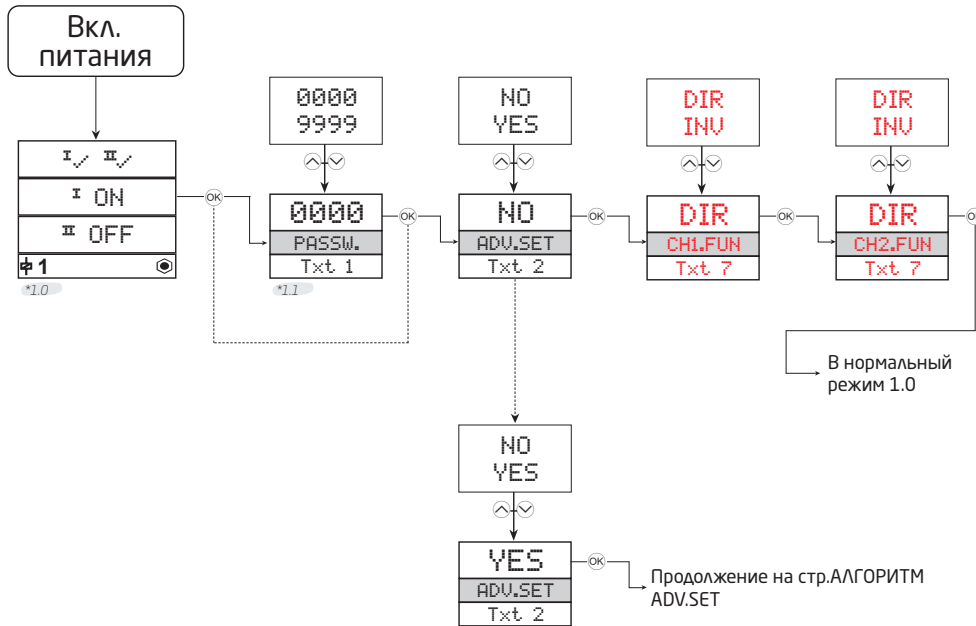 Вкл.
питания
I✓ II✓
I ON
II OFF
1
*1.0
0000
9999
OK
0000
PASSW.
Txt 1
*1.1
OK
NO
YES
NO
ADV.SET
Txt 2
OK
DIR
INV
DIR
CH1.FUN
Txt 7
OK
DIR
INV
DIR
CH2.FUN
Txt 7
В нормальный
режим 1.0
NO
YES
YES
ADV.SET
Txt 2
OK
Продолжение на стр.АЛГОРИТМ
ADV.SET